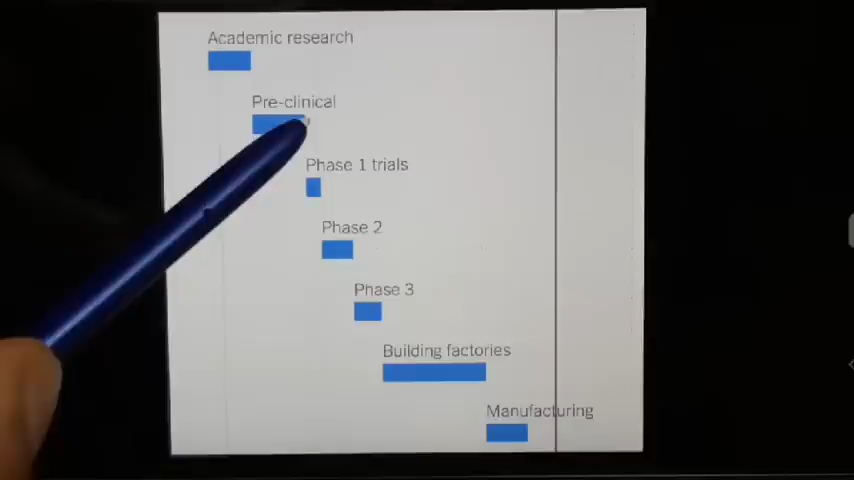 Academic research
Pre-clinical
Phase 1 trials
Phase 2
Phase 3
Building factories
Manufacturing